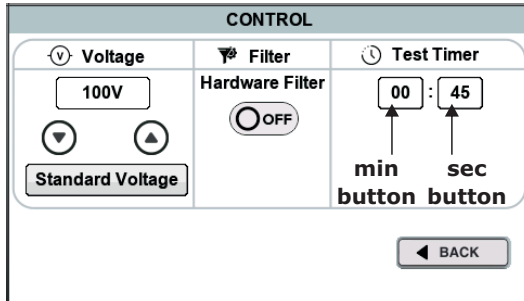 CONTROL
V Voltage
Filter
Test Timer
100V
Hardware Filter
OFF
00 : 45
Standard Voltage
min button
sec button
BACK